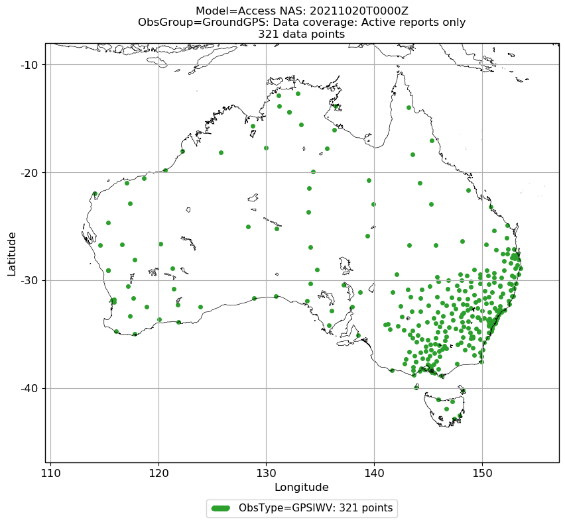 Model=Access NAS: 20211020T0000Z
ObsGroup=GroundGPS: Data coverage: Active reports only
321 data points
-10
-20
-30
-40
Latitude
110
120
130
140
150
Longitude
ObsType=GPSIWV: 321 points